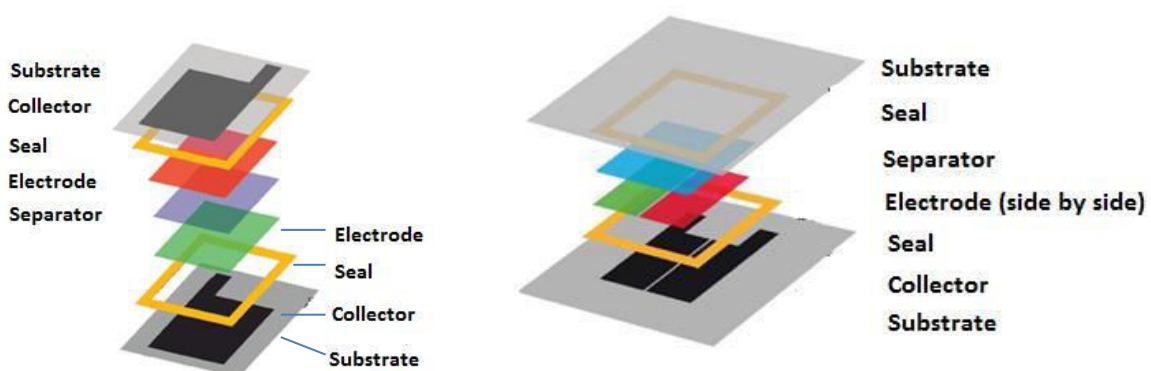 Substrate
Collector
Seal
Electrode
Separator
Electrode
Seal
Collector
Substrate
Substrate
Seal
Separator
Electrode (side by side)
Seal
Collector
Substrate